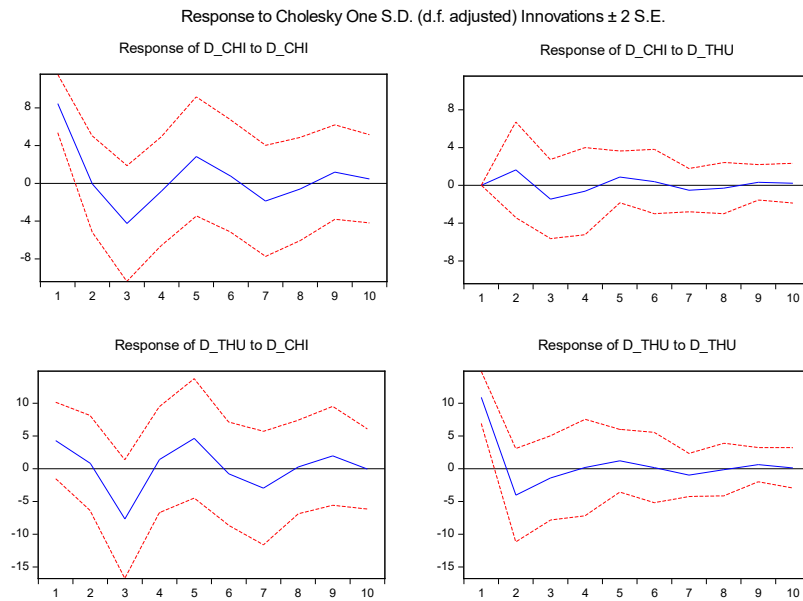 Response to Cholesky One S.D. (d.f. adjusted) Innovations ± 2 S.E.
Response of D_CHI to D_CHI
8
4
0
-4
-8
1 2 3 4 5 6 7 8 9 10
Response of D_CHI to D_THU
8
4
0
-4
-8
1 2 3 4 5 6 7 8 9 10
Response of D_THU to D_CHI
10
5
0
-5
-10
-15
1 2 3 4 5 6 7 8 9 10
Response of D_THU to D_THU
10
5
0
-5
-10
-15
1 2 3 4 5 6 7 8 9 10